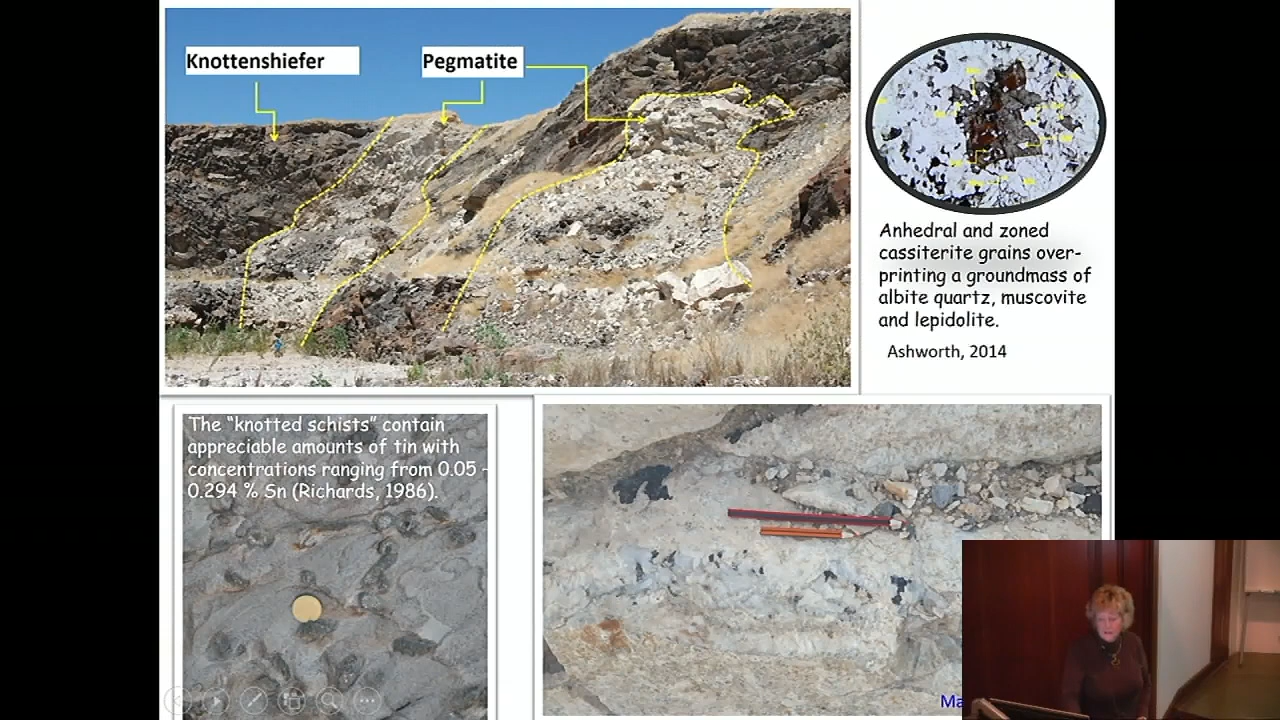 Knottenshiefer
Pegmatite
Anhedral and zoned
cassiterite grains over-
printing a groundmass of
albite quartz, muscovite
and lepidolite.
Ashworth, 2014
The “knotted schists” contain
appreciable amounts of tin with
concentrations ranging from 0.05 -
0.294 % Sn (Richards, 1986).